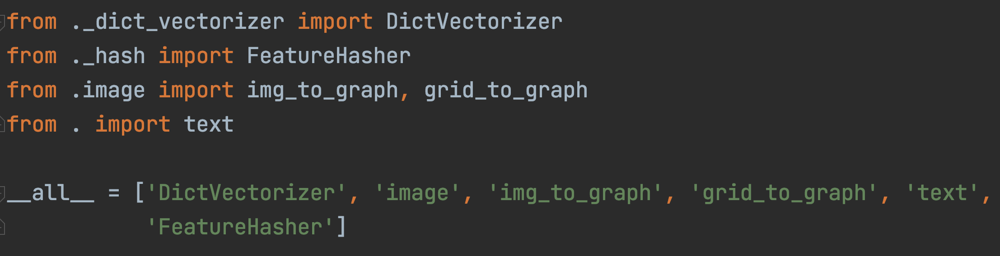 from ._dict_vectorizer import DictVectorizer
from ._hash import FeatureHasher
from .image import img_to_graph, grid_to_graph
from . import text
__all__ = ['DictVectorizer', 'image', 'img_to_graph', 'grid_to_graph', 'text',
'FeatureHasher']